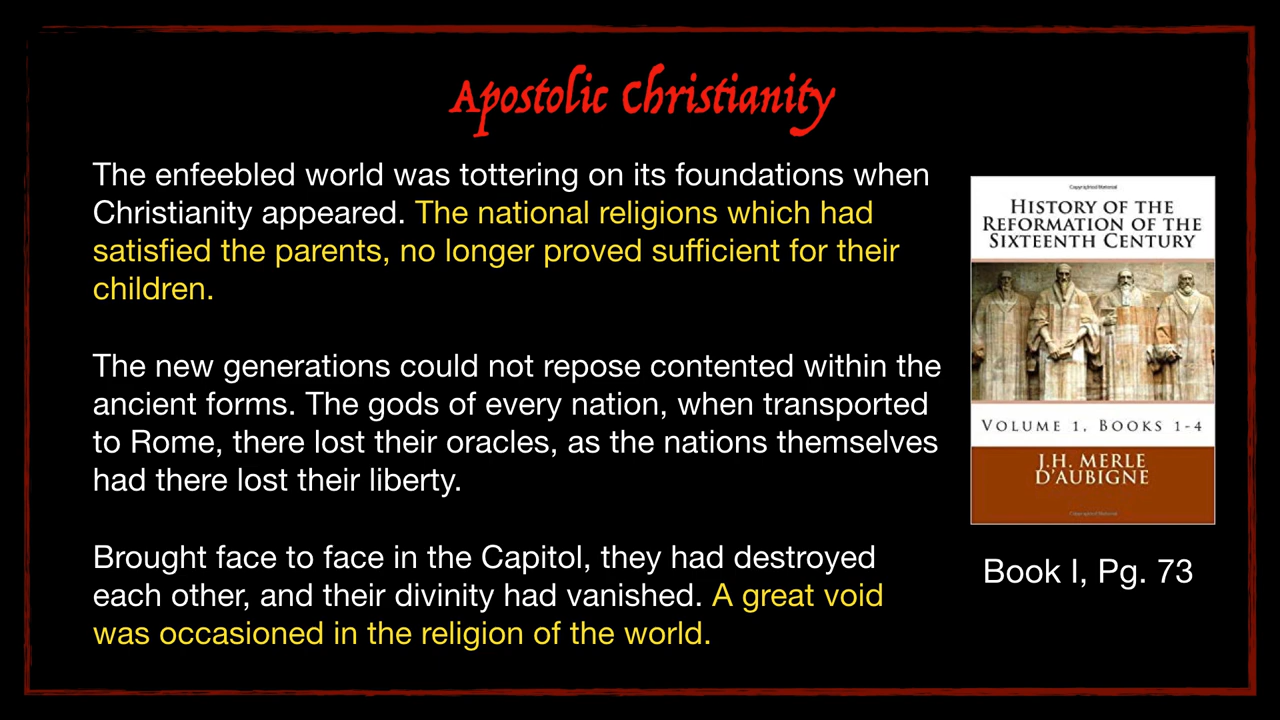 Apostolic Christianity
The enfeebled world was tottering on its foundations when
Christianity appeared. The national religions which had
satisfied the parents, no longer proved sufficient for their
children.
The new generations could not repose contented within the
ancient forms. The gods of every nation, when transported
to Rome, there lost their oracles, as the nations themselves
had there lost their liberty.
Brought face to face in the Capitol, they had destroyed
each other, and their divinity had vanished. A great void
was occasioned in the religion of the world.
Copyrighted Material
History of the
Reformation of the
Sixteenth Century
Volume 1, Books 1-4
J.H. Merle
D'Aubigne
Copyrighted Material
Book I, Pg. 73